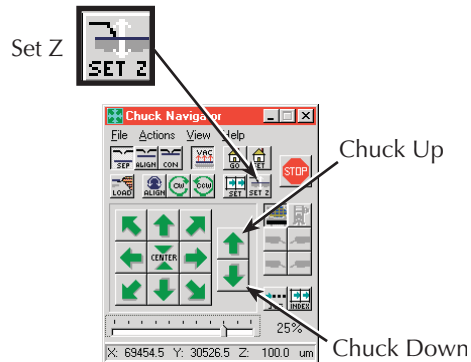 Set Z
SET Z
Chuck Navigator
File Actions View Help
SEP ALIGN CON VAC GO SET STOP
LOAD ALIGN CW CCW SET SET Z
Chuck Up
CENTER
INDEX
25%
Chuck Down
X: 69454.5 Y: 30526.5 Z: 100.0 um